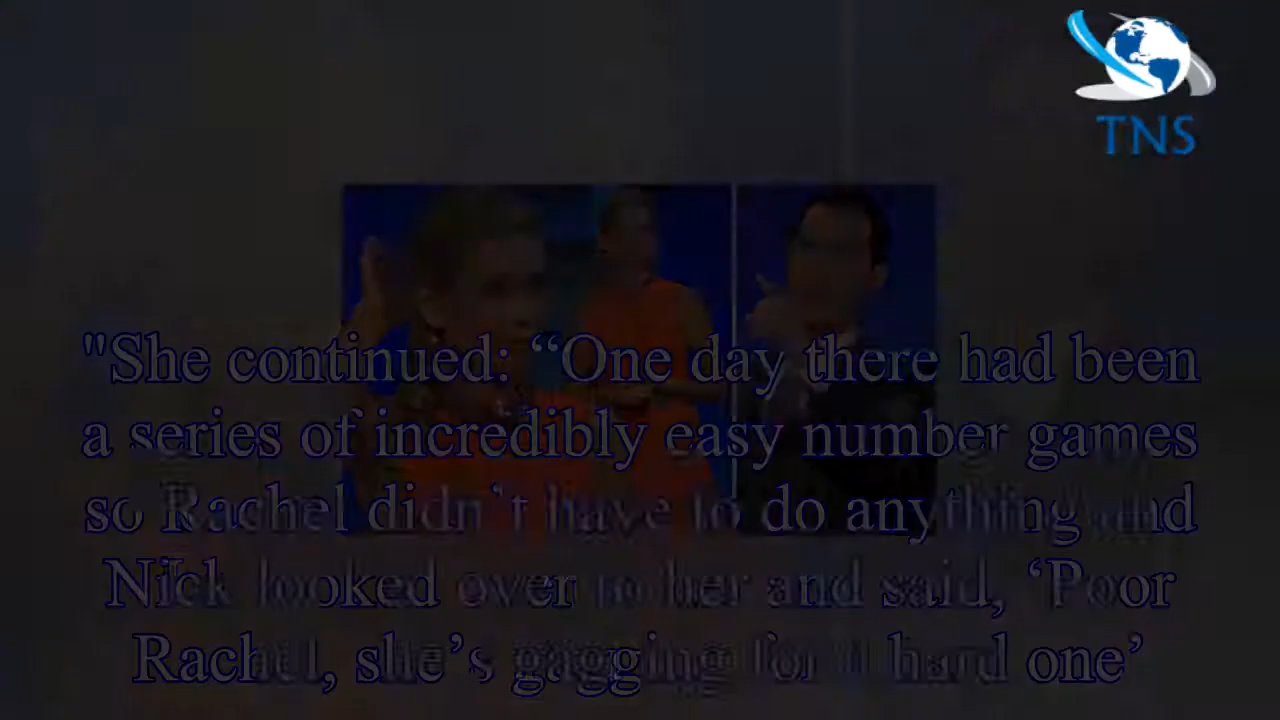 TNS
"She continued: “One day there had been
a series of incredibly easy number games
so Rachel didn’t have to do anything and
Nick looked over to her and said, ‘Poor
Rachel, she’s gagging for a hard one’